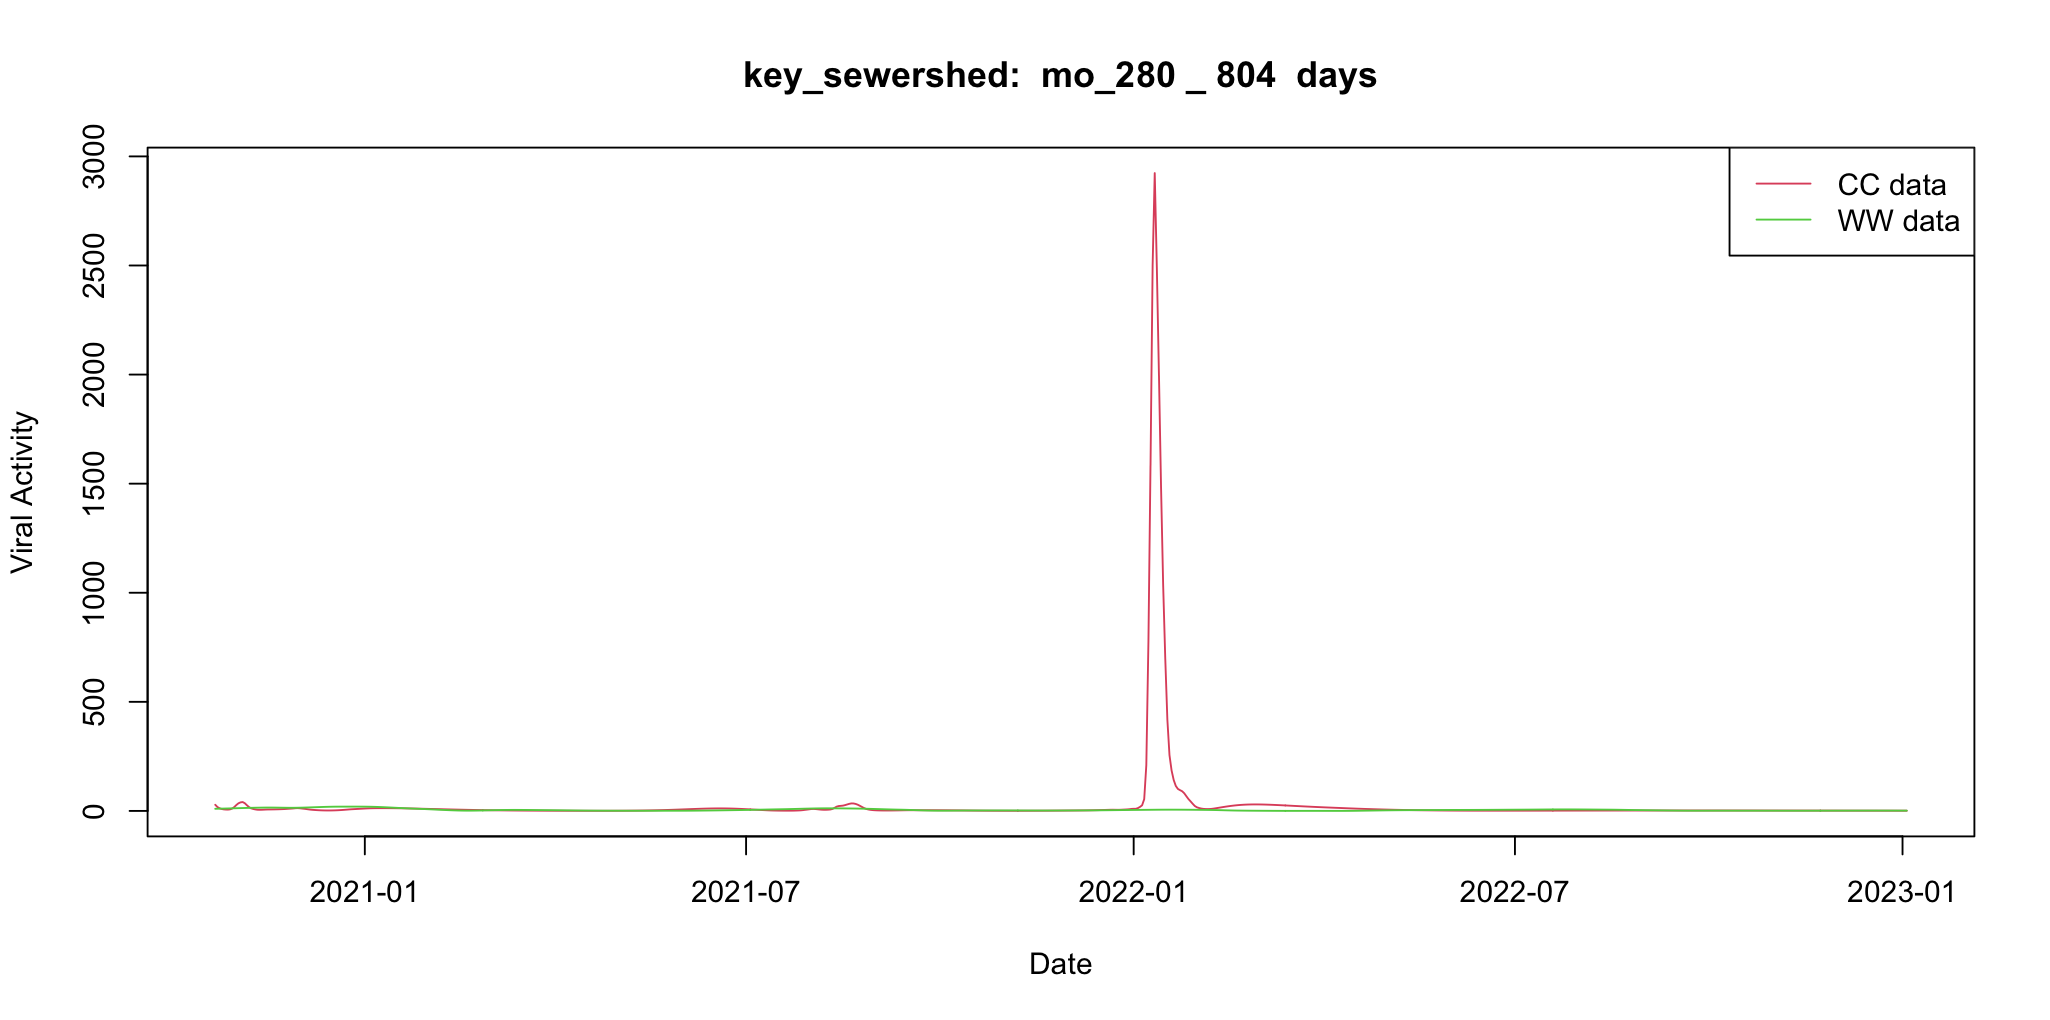 key_sewershed:  mo_280 _ 804  days
CC data
WW data
Viral Activity
3000
2500
2000
1500
1000
500
0
2021-01
2021-07
2022-01
2022-07
2023-01
Date